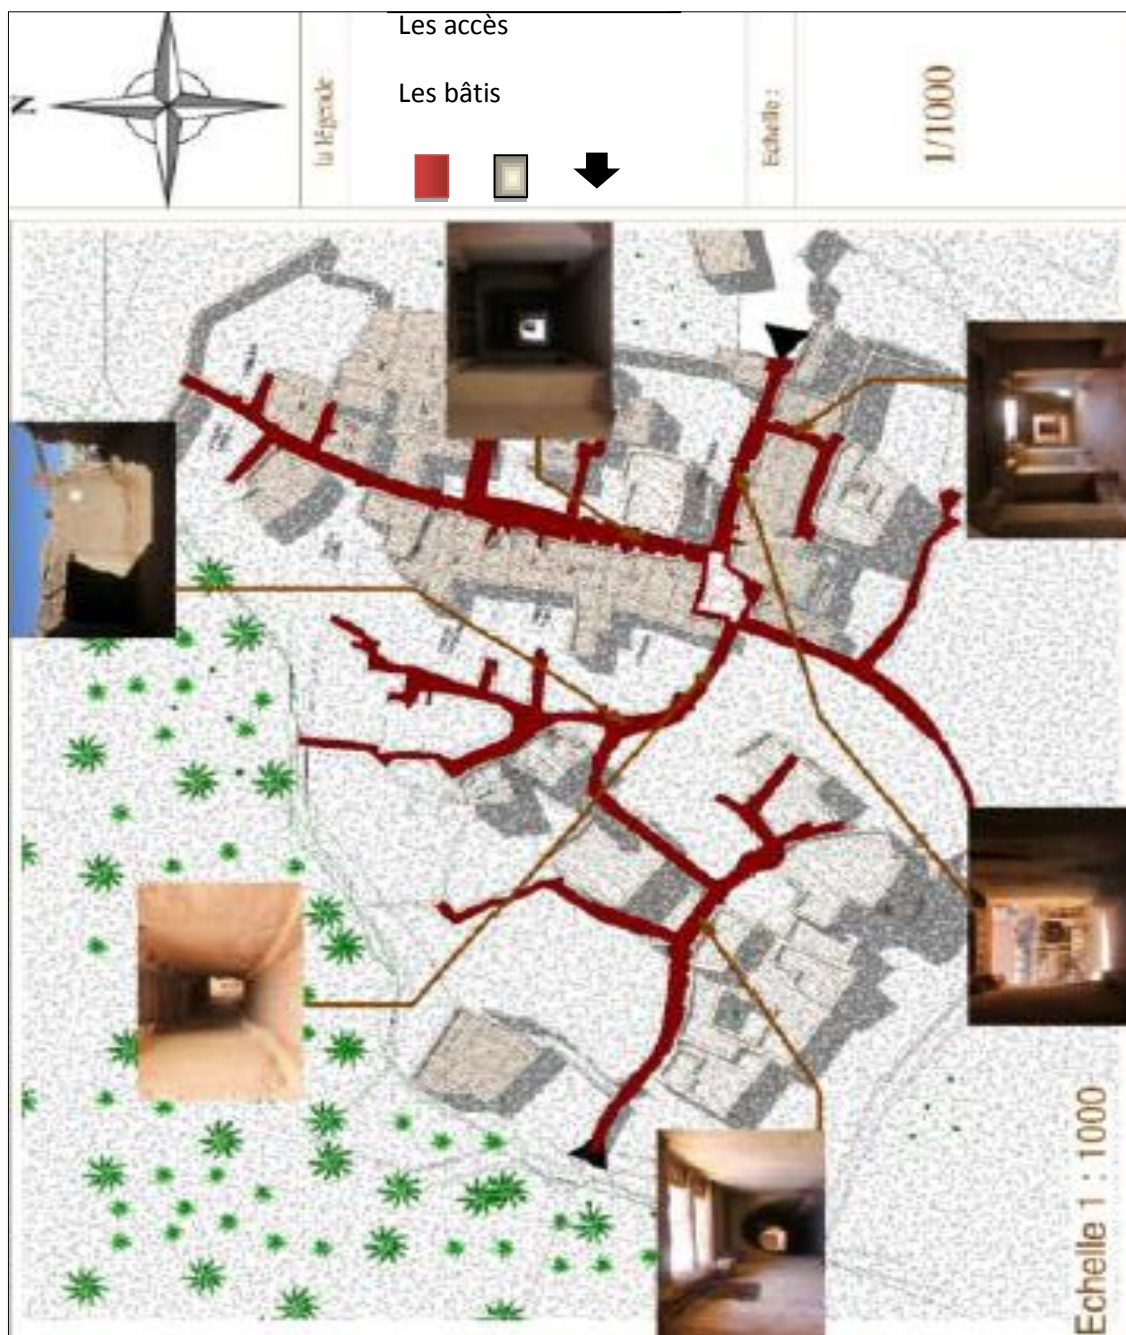 Les accès
Les bâtis
N
la légende
Echelle :
1/1000
Echelle 1 : 1000